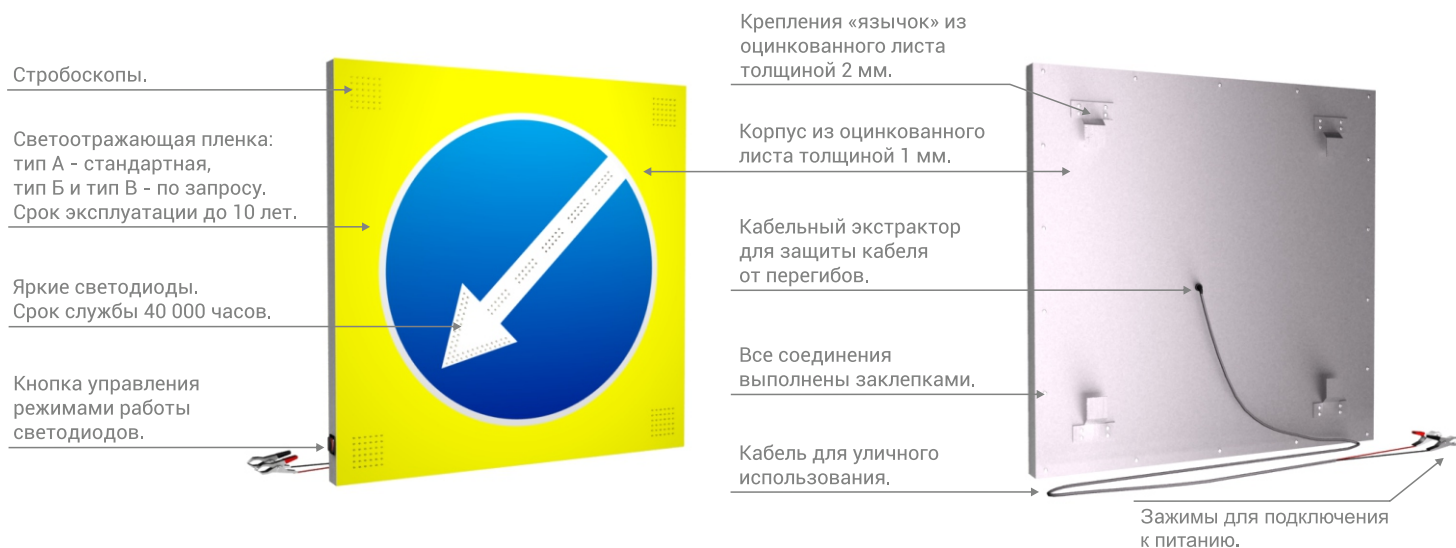 Стробоскопы.
Светоотражающая пленка:
тип А - стандартная,
тип Б и тип В - по запросу.
Срок эксплуатации до 10 лет.
Яркие светодиоды.
Срок службы 40 000 часов.
Кнопка управления
режимами работы
светодиодов.
Крепления «язычок» из
оцинкованного листа
толщиной 2 мм.
Корпус из оцинкованного
листа толщиной 1 мм.
Кабельный экстрактор
для защиты кабеля
от перегибов.
Все соединения
выполнены заклепками.
Кабель для уличного
использования.
Зажимы для подключения
к питанию.